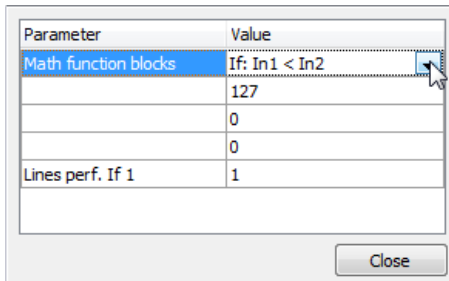 Parameter Value
Math function blocks If: In1 < In2
127
0
0
Lines perf. If 1 1
Close